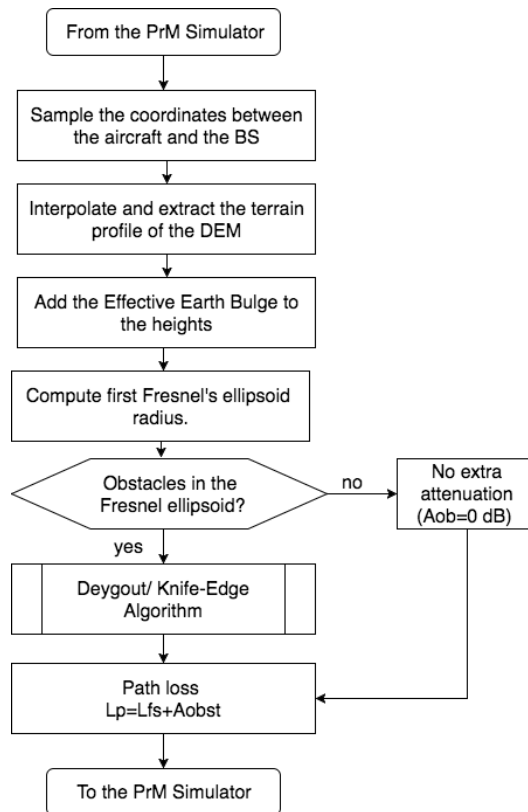 From the PrM Simulator
Sample the coordinates between
the aircraft and the BS
Interpolate and extract the terrain
profile of the DEM
Add the Effective Earth Bulge to
the heights
Compute first Fresnel's ellipsoid
radius.
Obstacles in the
Fresnel ellipsoid?
no
No extra
attenuation
(Aob=0 dB)
yes
Deygout/ Knife-Edge
Algorithm
Path loss
Lp=Lfs+Aobst
To the PrM Simulator